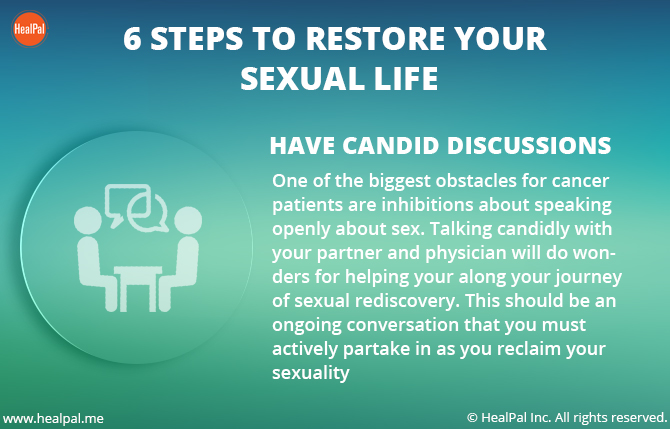 HealPal
6 STEPS TO RESTORE YOUR
SEXUAL LIFE
HAVE CANDID DISCUSSIONS
One of the biggest obstacles for cancer
patients are inhibitions about speaking
openly about sex. Talking candidly with
your partner and physician will do won-
ders for helping your along your journey
of sexual rediscovery. This should be an
ongoing conversation that you must
actively partake in as you reclaim your
sexuality
www.healpal.me
© HealPal Inc. All rights reserved.